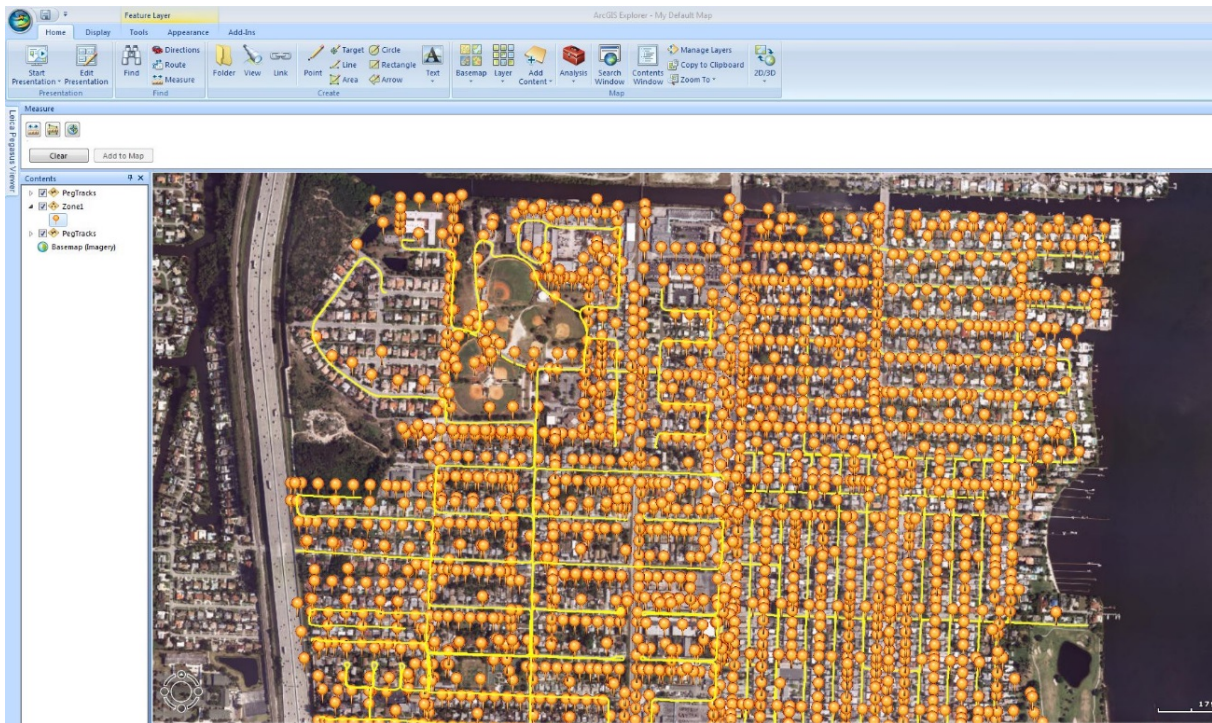 Feature Layer
ArcGIS Explorer - My Default Map
Home Display Tools Appearance Add-Ins
Start Presentation
Edit Presentation
Presentation
Find
Directions
Route
Measure
Find
Folder
View
Link
Point
Target
Line
Area
Circle
Rectangle
Arrow
Text
Create
Basemap
Layer
Add Content
Analysis
Search Window
Contents Window
Manage Layers
Copy to Clipboard
Zoom To
2D/3D
Map
Leica Pegasus Viewer
Measure
Clear
Add to Map
Contents
PegTracks
Zone1
PegTracks
Basemap (Imagery)